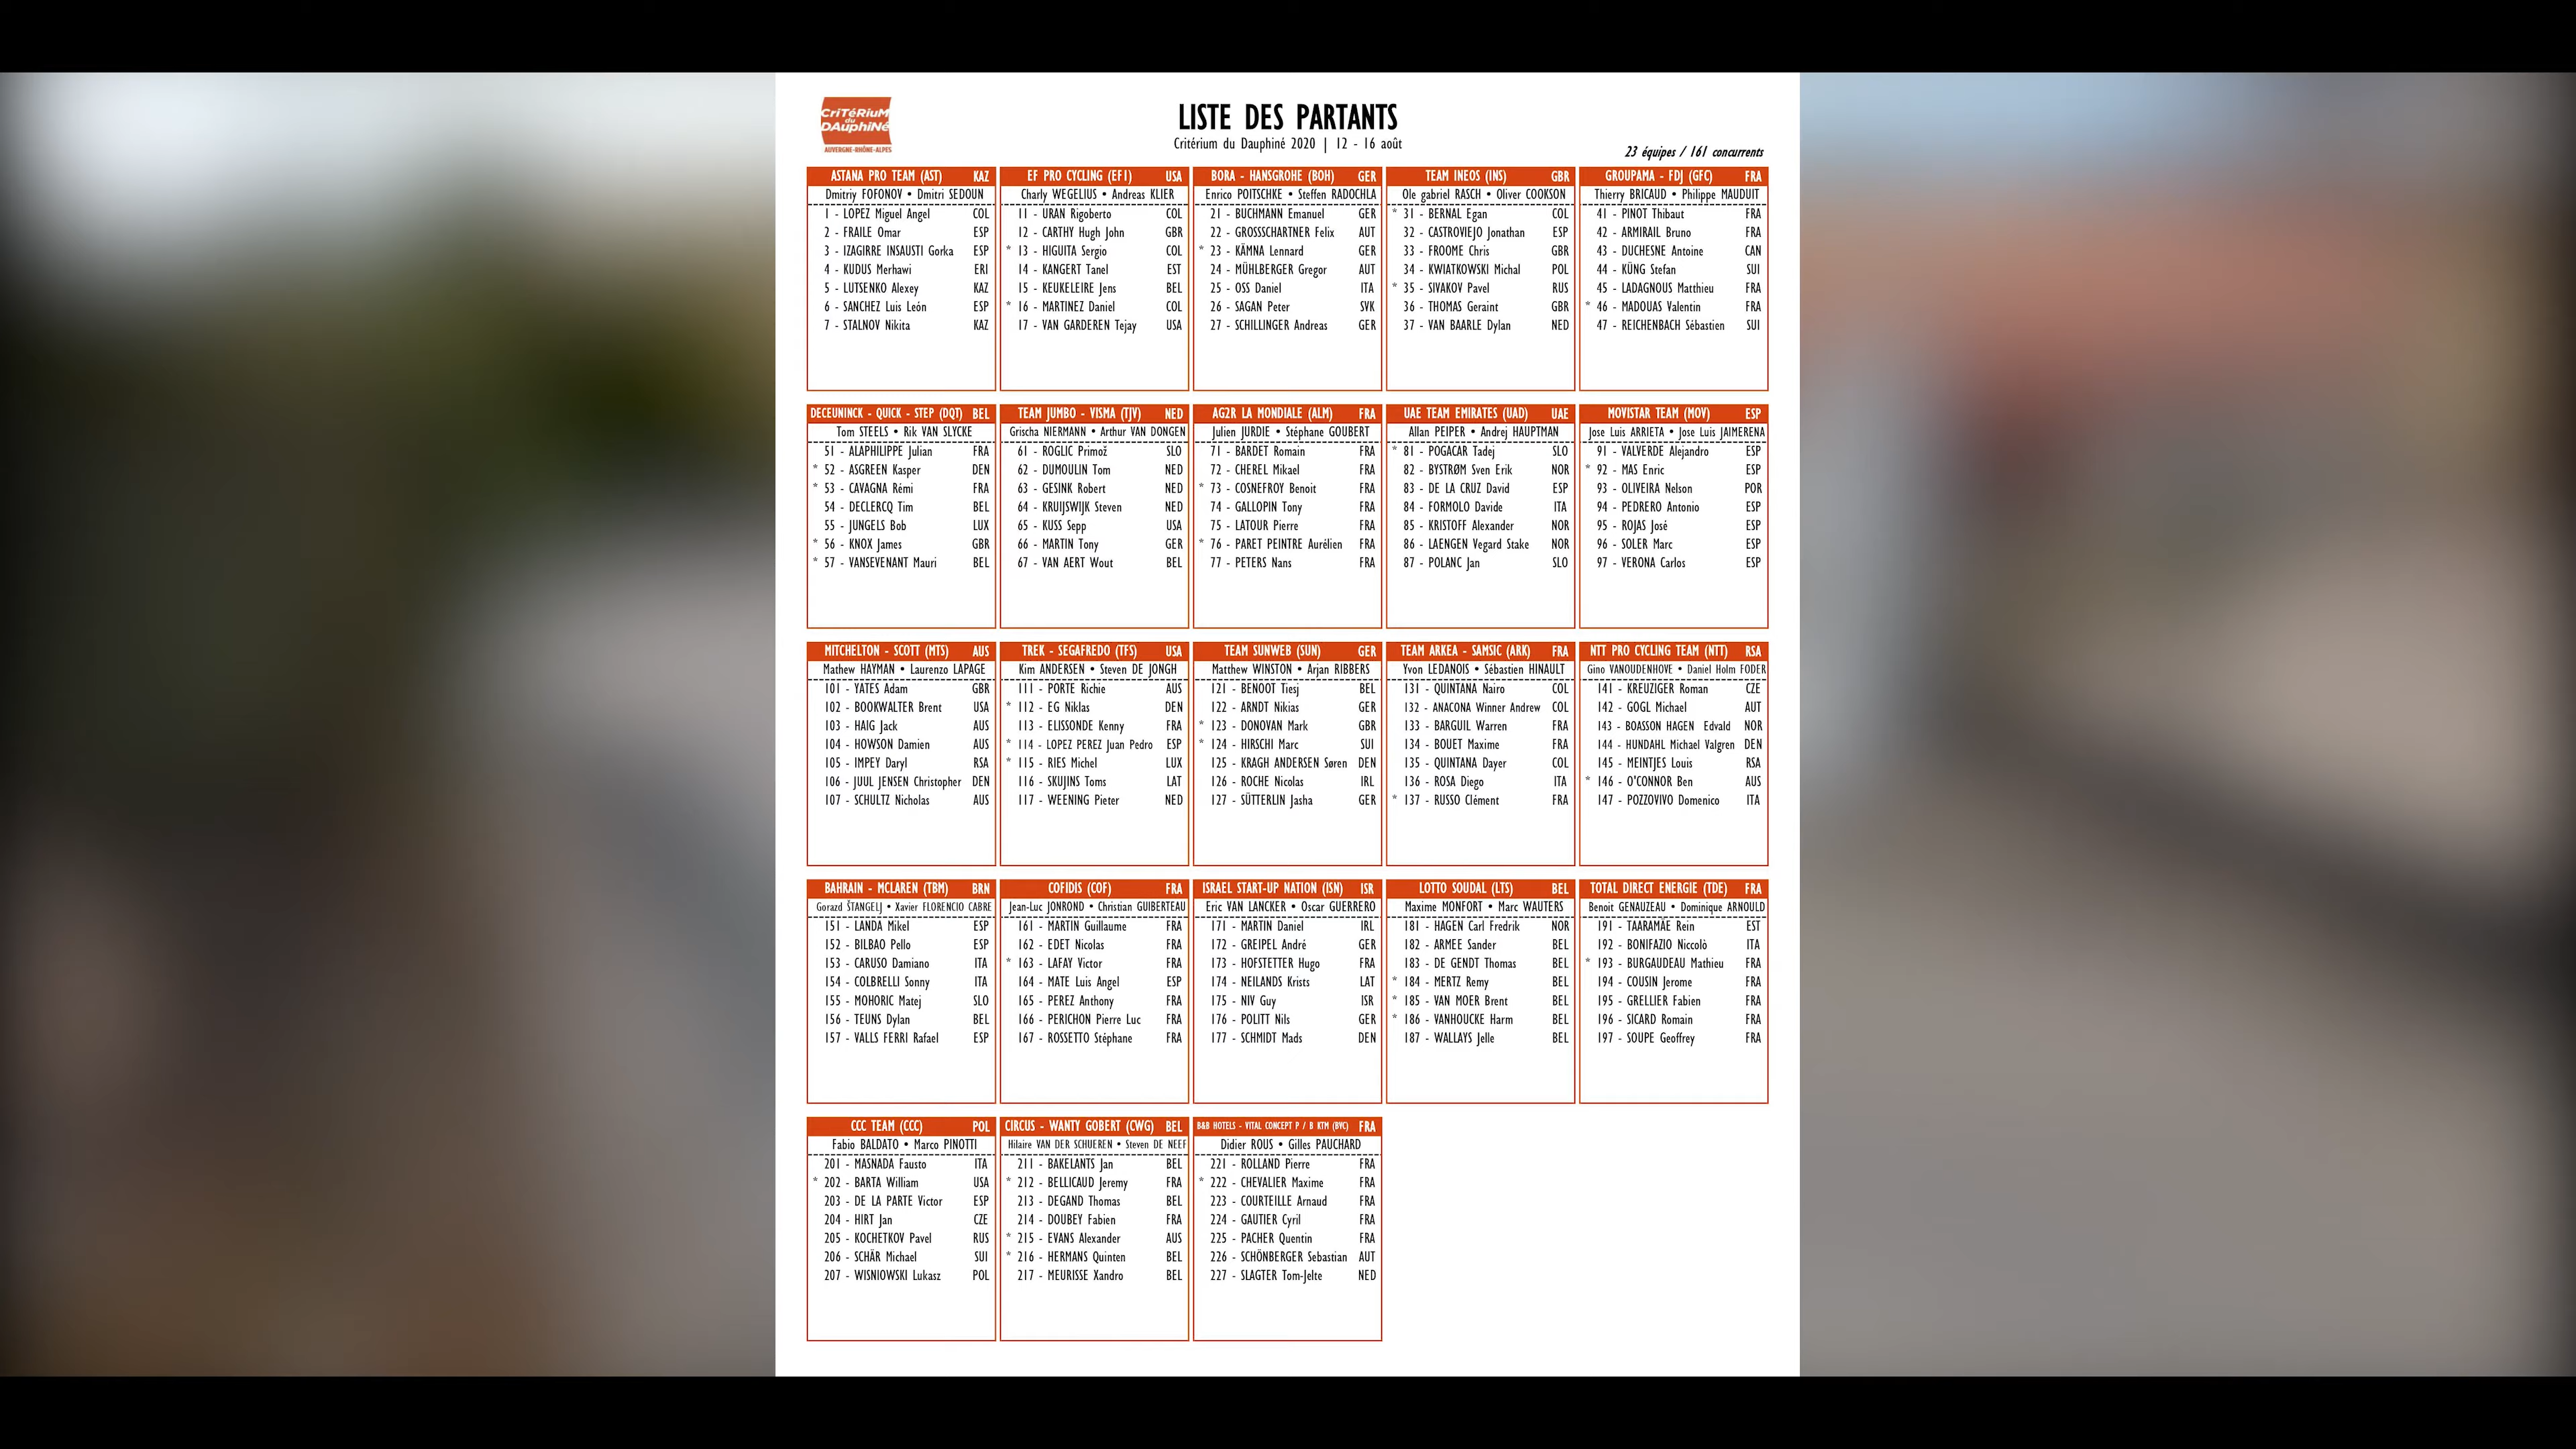 CRITÉRIUM
du
DAUPHINÉ
AUVERGNE-RHÔNE-ALPES
LISTE DES PARTANTS
Critérium du Dauphiné 2020 | 12 - 16 août
23 équipes / 161 concurrents
ASTANA PRO TEAM (AST) KAZ
Dmitriy FOFONOV • Dmitri SEDOUN
1 - LOPEZ Miguel Angel COL
2 - FRAILE Omar ESP
3 - IZAGIRRE INSAUSTI Gorka ESP
4 - KUDUS Merhawi ERI
5 - LUTSENKO Alexey KAZ
6 - SANCHEZ Luis León ESP
7 - STALNOV Nikita KAZ
EF PRO CYCLING (EF1) USA
Charly WEGELIUS • Andreas KLIER
11 - URAN Rigoberto COL
12 - CARTHY Hugh John GBR
* 13 - HIGUITA Sergio COL
14 - KANGERT Tanel EST
15 - KEUKELEIRE Jens BEL
* 16 - MARTINEZ Daniel COL
17 - VAN GARDEREN Tejay USA
BORA - HANSGROHE (BOH) GER
Enrico POITSCHKE • Steffen RADOCHLA
21 - BUCHMANN Emanuel GER
22 - GROSSSCHARTNER Felix AUT
* 23 - KÄMNA Lennard GER
24 - MÜHLBERGER Gregor AUT
25 - OSS Daniel ITA
26 - SAGAN Peter SVK
27 - SCHILLINGER Andreas GER
TEAM INEOS (INS) GBR
Ole gabriel RASCH • Oliver COOKSON
* 31 - BERNAL Egan COL
32 - CASTROVIEJO Jonathan ESP
33 - FROOME Chris GBR
34 - KWIATKOWSKI Michal POL
* 35 - SIVAKOV Pavel RUS
36 - THOMAS Geraint GBR
37 - VAN BAARLE Dylan NED
GROUPAMA - FDJ (GFC) FRA
Thierry BRICAUD • Philippe MAUDUIT
41 - PINOT Thibaut FRA
42 - ARMIRAIL Bruno FRA
43 - DUCHESNE Antoine CAN
44 - KÜNG Stefan SUI
45 - LADAGNOUS Matthieu FRA
* 46 - MADOUAS Valentin FRA
47 - REICHENBACH Sébastien SUI
DECEUNINCK - QUICK - STEP (DQT) BEL
Tom STEELS • Rik VAN SLYCKE
51 - ALAPHILIPPE Julian FRA
* 52 - ASGREEN Kasper DEN
* 53 - CAVAGNA Rémi FRA
54 - DECLERCQ Tim BEL
55 - JUNGELS Bob LUX
* 56 - KNOX James GBR
* 57 - VANSEVENANT Mauri BEL
TEAM JUMBO - VISMA (TJV) NED
Grischa NIERMANN • Arthur VAN DONGEN
61 - ROGLIC Primož SLO
62 - DUMOULIN Tom NED
63 - GESINK Robert NED
64 - KRUIJSWIJK Steven NED
65 - KUSS Sepp USA
66 - MARTIN Tony GER
67 - VAN AERT Wout BEL
AG2R LA MONDIALE (ALM) FRA
Julien JURDIE • Stéphane GOUBERT
71 - BARDET Romain FRA
72 - CHEREL Mikael FRA
* 73 - COSNEFROY Benoit FRA
74 - GALLOPIN Tony FRA
75 - LATOUR Pierre FRA
* 76 - PARET PEINTRE Aurélien FRA
77 - PETERS Nans FRA
UAE TEAM EMIRATES (UAD) UAE
Allan PEIPER • Andrej HAUPTMAN
* 81 - POGACAR Tadej SLO
82 - BYSTRØM Sven Erik NOR
83 - DE LA CRUZ David ESP
84 - FORMOLO Davide ITA
85 - KRISTOFF Alexander NOR
86 - LAENGEN Vegard Stake NOR
87 - POLANC Jan SLO
MOVISTAR TEAM (MOV) ESP
Jose Luis ARRIETA • Jose Luis JAIMERENA
91 - VALVERDE Alejandro ESP
* 92 - MAS Enric ESP
93 - OLIVEIRA Nelson POR
94 - PEDRERO Antonio ESP
95 - ROJAS José ESP
96 - SOLER Marc ESP
97 - VERONA Carlos ESP
MITCHELTON - SCOTT (MTS) AUS
Mathew HAYMAN • Laurenzo LAPAGE
101 - YATES Adam GBR
102 - BOOKWALTER Brent USA
103 - HAIG Jack AUS
104 - HOWSON Damien AUS
105 - IMPEY Daryl RSA
106 - JUUL JENSEN Christopher DEN
107 - SCHULTZ Nicholas AUS
TREK - SEGAFREDO (TFS) USA
Kim ANDERSEN • Steven DE JONGH
111 - PORTE Richie AUS
* 112 - EG Niklas DEN
113 - ELISSONDE Kenny FRA
* 114 - LOPEZ PEREZ Juan Pedro ESP
* 115 - RIES Michel LUX
116 - SKUJINS Toms LAT
117 - WEENING Pieter NED
TEAM SUNWEB (SUN) GER
Matthew WINSTON • Arjan RIBBERS
121 - BENOOT Tiesj BEL
122 - ARNDT Nikias GER
* 123 - DONOVAN Mark GBR
* 124 - HIRSCHI Marc SUI
125 - KRAGH ANDERSEN Søren DEN
126 - ROCHE Nicolas IRL
127 - SÜTTERLIN Jasha GER
TEAM ARKEA - SAMSIC (ARK) FRA
Yvon LEDANOIS • Sébastien HINAULT
131 - QUINTANA Nairo COL
132 - ANACONA Winner Andrew COL
133 - BARGUIL Warren FRA
134 - BOUET Maxime FRA
135 - QUINTANA Dayer COL
136 - ROSA Diego ITA
* 137 - RUSSO Clément FRA
NTT PRO CYCLING TEAM (NTT) RSA
Gino VANOUDENHOVE • Daniel Holm FODER
141 - KREUZIGER Roman CZE
142 - GOGL Michael AUT
143 - BOASSON HAGEN Edvald NOR
144 - HUNDAHL Michael Valgren DEN
145 - MEINTJES Louis RSA
* 146 - O'CONNOR Ben AUS
147 - POZZOVIVO Domenico ITA
BAHRAIN - MCLAREN (TBM) BRN
Gorazd ŠTANGELJ • Xavier FLORENCIO CABRE
151 - LANDA Mikel ESP
152 - BILBAO Pello ESP
153 - CARUSO Damiano ITA
154 - COLBRELLI Sonny ITA
155 - MOHORIC Matej SLO
156 - TEUNS Dylan BEL
157 - VALLS FERRI Rafael ESP
COFIDIS (COF) FRA
Jean-Luc JONROND • Christian GUIBERTEAU
161 - MARTIN Guillaume FRA
162 - EDET Nicolas FRA
* 163 - LAFAY Victor FRA
164 - MATE Luis Angel ESP
165 - PEREZ Anthony FRA
166 - PERICHON Pierre Luc FRA
167 - ROSSETTO Stéphane FRA
ISRAEL START-UP NATION (ISN) ISR
Eric VAN LANCKER • Oscar GUERRERO
171 - MARTIN Daniel IRL
172 - GREIPEL André GER
173 - HOFSTETTER Hugo FRA
174 - NEILANDS Krists LAT
175 - NIV Guy ISR
176 - POLITT Nils GER
177 - SCHMIDT Mads DEN
LOTTO SOUDAL (LTS) BEL
Maxime MONFORT • Marc WAUTERS
181 - HAGEN Carl Fredrik NOR
182 - ARMEE Sander BEL
183 - DE GENDT Thomas BEL
* 184 - MERTZ Remy BEL
* 185 - VAN MOER Brent BEL
* 186 - VANHOUCKE Harm BEL
187 - WALLAYS Jelle BEL
TOTAL DIRECT ENERGIE (TDE) FRA
Benoit GENAUZEAU • Dominique ARNOULD
191 - TAARAMÄE Rein EST
192 - BONIFAZIO Niccolò ITA
* 193 - BURGAUDEAU Mathieu FRA
194 - COUSIN Jerome FRA
195 - GRELLIER Fabien FRA
196 - SICARD Romain FRA
197 - SOUPE Geoffrey FRA
CCC TEAM (CCC) POL
Fabio BALDATO • Marco PINOTTI
201 - MASNADA Fausto ITA
* 202 - BARTA William USA
203 - DE LA PARTE Victor ESP
204 - HIRT Jan CZE
205 - KOCHETKOV Pavel RUS
206 - SCHÄR Michael SUI
207 - WISNIOWSKI Lukasz POL
CIRCUS - WANTY GOBERT (CWG) BEL
Hilaire VAN DER SCHUEREN • Steven DE NEEF
211 - BAKELANTS Jan BEL
* 212 - BELLICAUD Jeremy FRA
213 - DEGAND Thomas BEL
214 - DOUBEY Fabien FRA
* 215 - EVANS Alexander AUS
* 216 - HERMANS Quinten BEL
217 - MEURISSE Xandro BEL
B&B HOTELS - VITAL CONCEPT P / B KTM (BVC) FRA
Didier ROUS • Gilles PAUCHARD
221 - ROLLAND Pierre FRA
* 222 - CHEVALIER Maxime FRA
223 - COURTEILLE Arnaud FRA
224 - GAUTIER Cyril FRA
225 - PACHER Quentin FRA
226 - SCHÖNBERGER Sebastian AUT
227 - SLAGTER Tom-Jelte NED